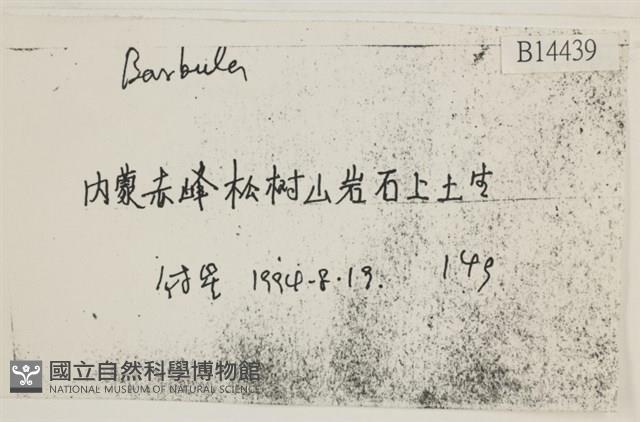 B14439
Barbula
内蒙赤峰松树山岩石上土生
1994-8.19. 149
國立自然科學博物館
NATIONAL MUSEUM OF NATURAL SCIENCE